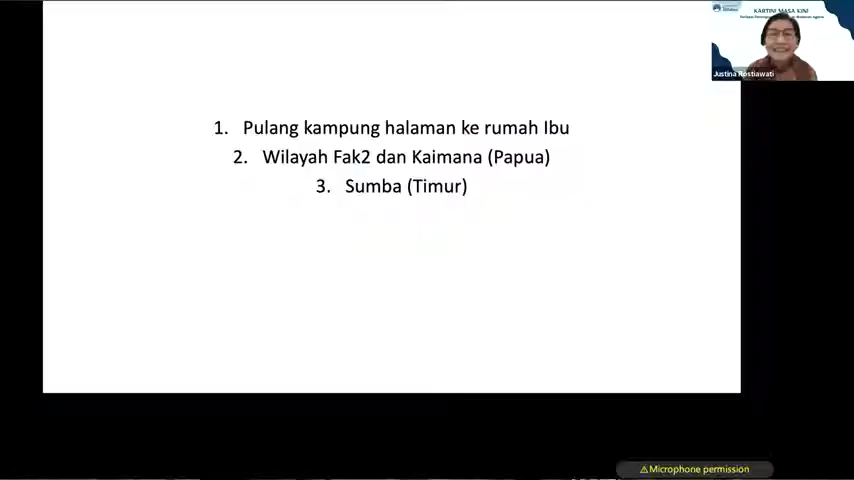 1. Pulang kampung halaman ke rumah Ibu
2. Wilayah Fak2 dan Kaimana (Papua)
3. Sumba (Timur)
KARTINI MASA KINI
Justina Rostiawati
⚠Microphone permission